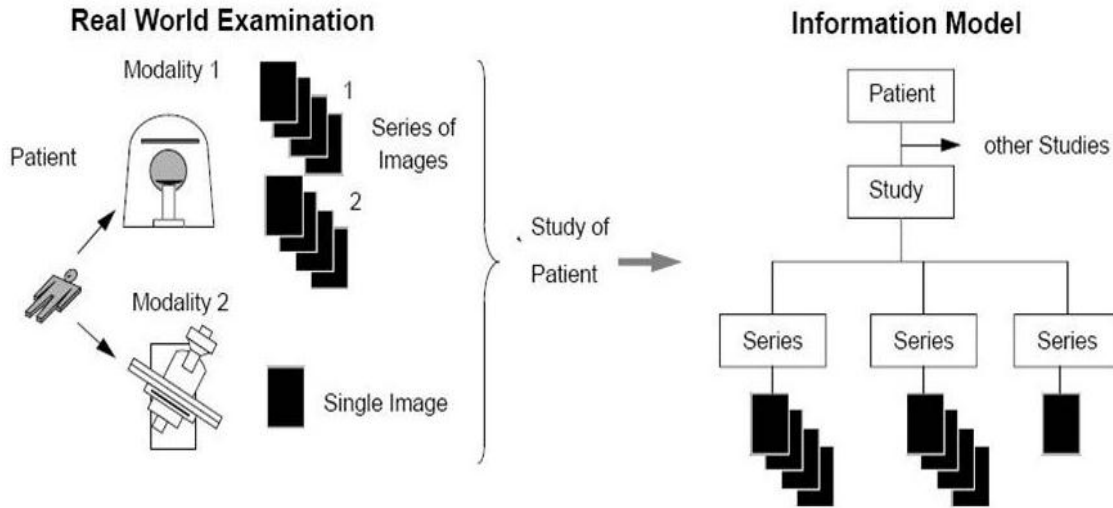 Real World Examination
Information Model
Modality 1
1
Series of
Images
Patient
2
Modality 2
Single Image
Study of
Patient
Patient
other Studies
Study
Series
Series
Series